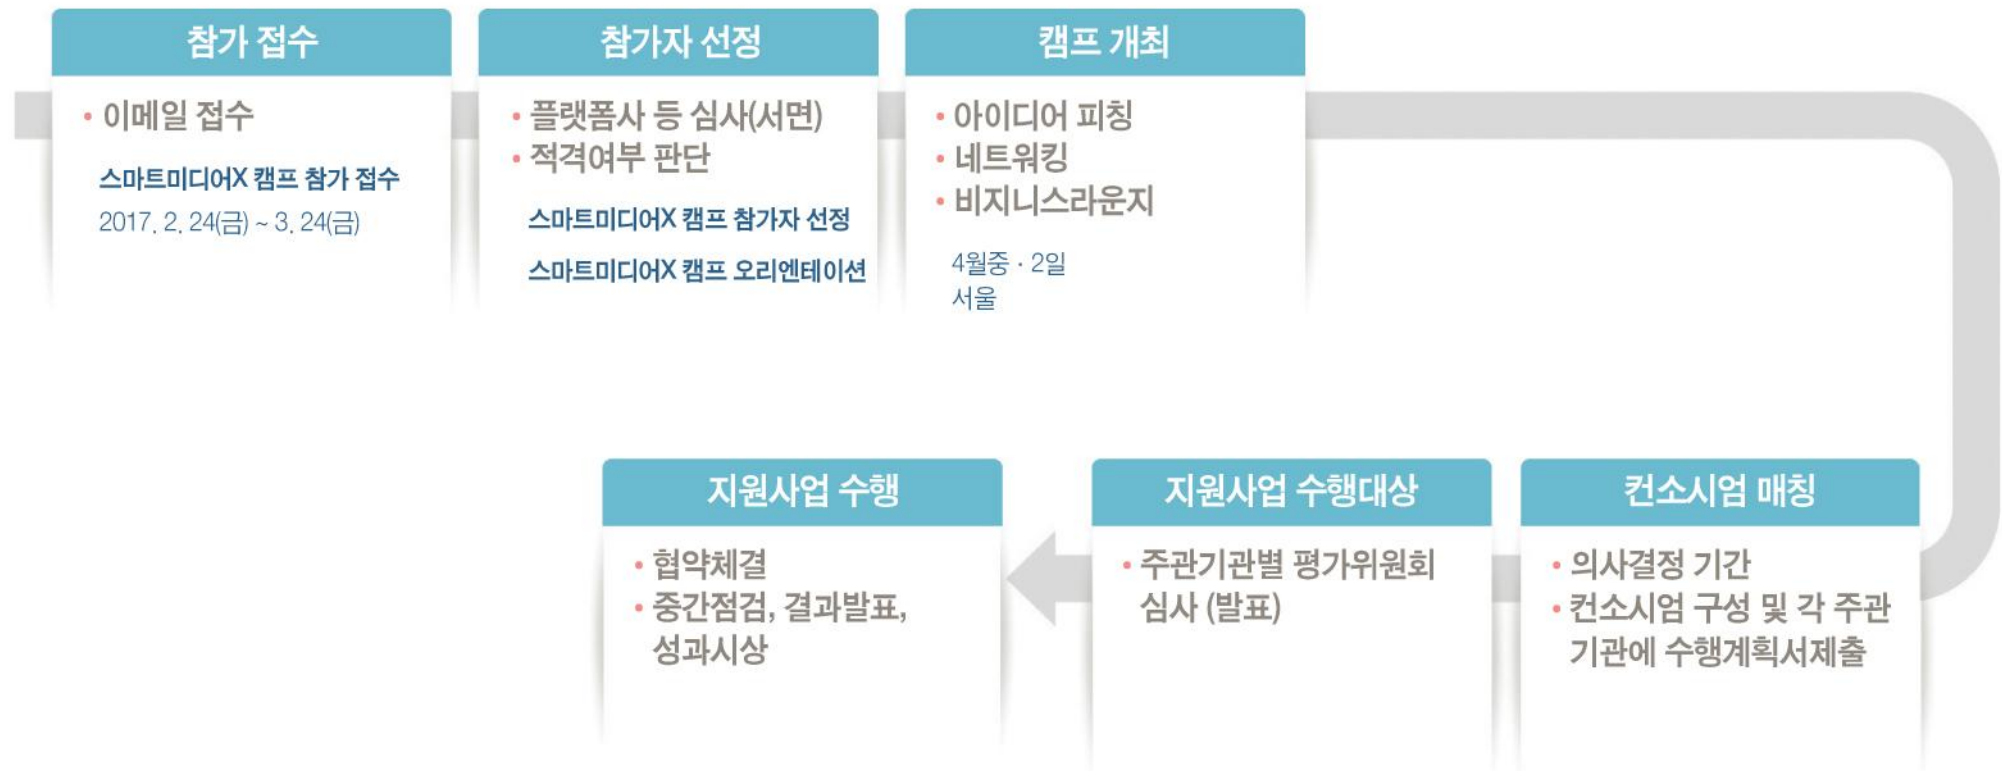 참가 접수
• 이메일 접수
스마트미디어X 캠프 참가 접수
2017. 2. 24(금) ~ 3. 24(금)
참가자 선정
• 플랫폼사 등 심사(서면)
• 적격여부 판단
스마트미디어X 캠프 참가자 선정
스마트미디어X 캠프 오리엔테이션
캠프 개최
• 아이디어 피칭
• 네트워킹
• 비지니스라운지
4월중 · 2일
서울
컨소시엄 매칭
• 의사결정 기간
• 컨소시엄 구성 및 각 주관
기관에 수행계획서제출
지원사업 수행대상
• 주관기관별 평가위원회
심사 (발표)
지원사업 수행
• 협약체결
• 중간점검, 결과발표,
성과시상